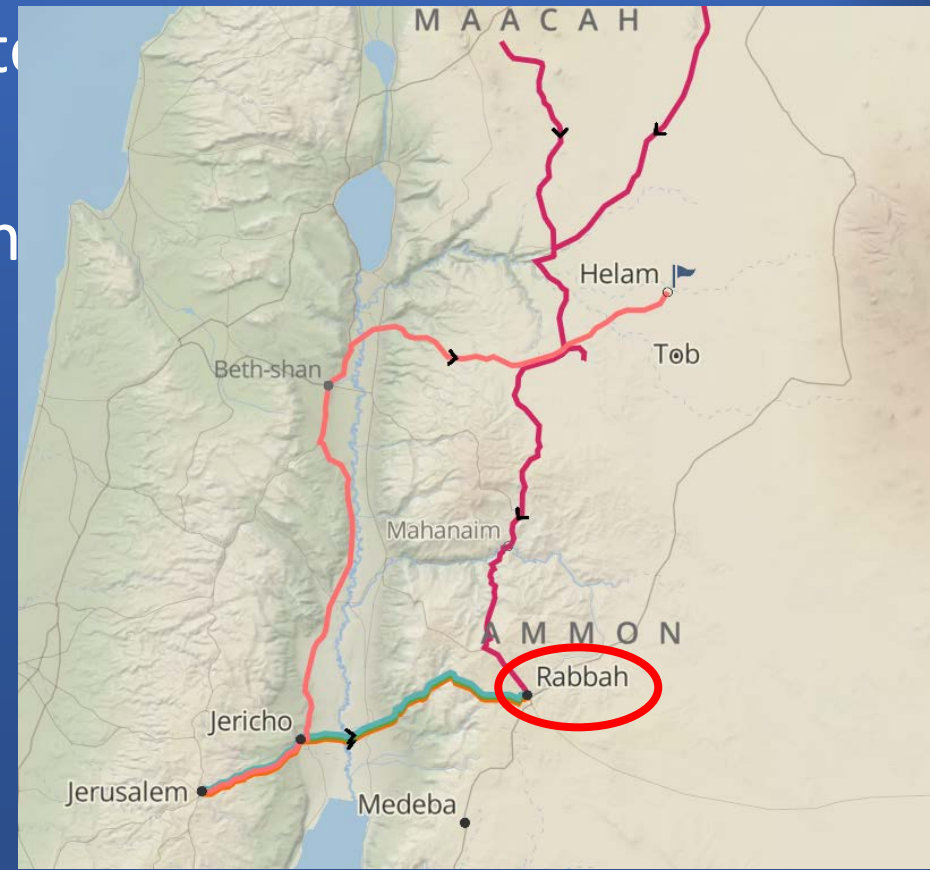 MAACAH
Helam
Tob
Beth-shan
Mahanaim
AMMON
Rabbah
Jericho
Jerusalem
Medeba